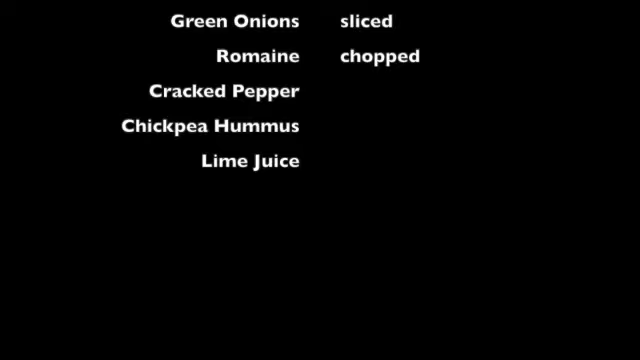 Green Onions sliced
Romaine chopped
Cracked Pepper
Chickpea Hummus
Lime Juice